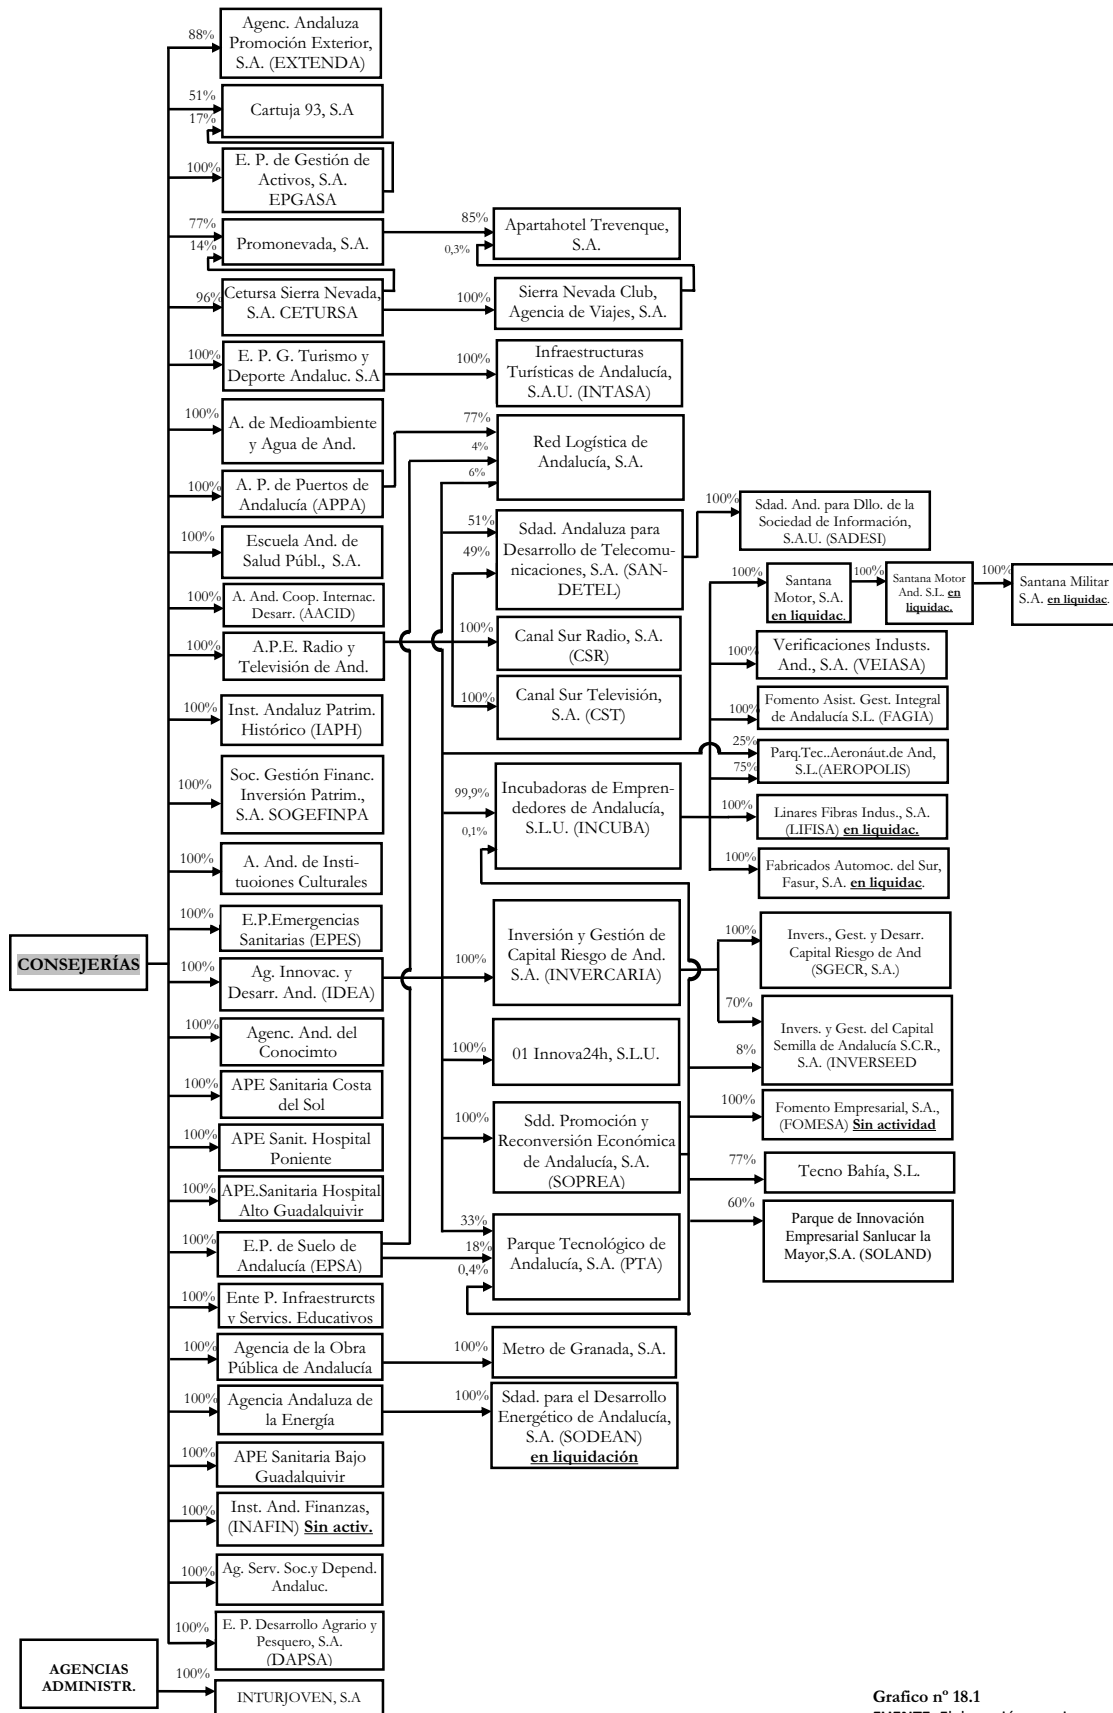 88%
Agenc. Andaluza
Promoción Exterior,
S.A. (EXTENDA)
51%
17%
Cartuja 93, S.A
100%
E. P. de Gestión de
Activos, S.A.
EPGASA
77%
14%
Promonevada, S.A.
85%
0,3%
Apartahotel Trevenque,
S.A.
96%
Cetursa Sierra Nevada,
S.A. CETURSA
100%
Sierra Nevada Club,
Agencia de Viajes, S.A.
100%
E. P. G. Turismo y
Deporte Andaluc. S.A
100%
Infraestructuras
Turísticas de Andalucía,
S.A.U. (INTASA)
100%
A. de Medioambiente
y Agua de And.
77%
4%
6%
Red Logística de
Andalucía, S.A.
100%
A. P. de Puertos de
Andalucía (APPA)
100%
Escuela And. de
Salud Públ., S.A.
51%
49%
Sdad. Andaluza para
Desarrollo de Telecomu-
nicaciones, S.A. (SAN-
DETEL)
100%
Sdad. And. para Dllo. de la
Sociedad de Información,
S.A.U. (SADESI)
100%
Santana
Motor, S.A.
en liquidac.
100%
Santana Motor
And. S.L. en
liquidac.
100%
Santana Militar
S.A. en liquidac.
100%
A. And. Coop. Internac.
Desarr. (AACID)
100%
A.P.E. Radio y
Televisión de And.
100%
Canal Sur Radio, S.A.
(CSR)
100%
Verificaciones Industs.
And., S.A. (VEIASA)
100%
Inst. Andaluz Patrim.
Histórico (IAPH)
100%
Canal Sur Televisión,
S.A. (CST)
100%
Fomento Asist. Gest. Integral
de Andalucía S.L. (FAGIA)
25%
75%
Parq.Tec..Aeronáut.de And,
S.L.(AEROPOLIS)
100%
Soc. Gestión Financ.
Inversión Patrim.,
S.A. SOGEFINPA
99,9%
0,1%
Incubadoras de Empren-
dedores de Andalucía,
S.L.U. (INCUBA)
100%
Linares Fibras Indus., S.A.
(LIFISA) en liquidac.
100%
A. And. de Insti-
tuoiones Culturales
100%
Fabricados Automoc. del Sur,
Fasur, S.A. en liquidac.
100%
E.P.Emergencias
Sanitarias (EPES)
CONSEJERÍAS
100%
Ag. Innovac. y
Desarr. And. (IDEA)
100%
Inversión y Gestión de
Capital Riesgo de And.
S.A. (INVERCARIA)
100%
Invers., Gest. y Desarr.
Capital Riesgo de And
(SGECR, S.A.)
100%
Agenc. And. del
Conocimto
100%
01 Innova24h, S.L.U.
70%
8%
Invers. y Gest. del Capital
Semilla de Andalucía S.C.R.,
S.A. (INVERSEED
100%
APE Sanitaria Costa
del Sol
100%
Sdd. Promoción y
Reconversión Económica
de Andalucía, S.A.
(SOPREA)
100%
Fomento Empresarial, S.A.,
(FOMESA) Sin actividad
100%
APE Sanit. Hospital
Poniente
77%
Tecno Bahía, S.L.
100%
APE.Sanitaria Hospital
Alto Guadalquivir
60%
Parque de Innovación
Empresarial Sanlucar la
Mayor,S.A. (SOLAND)
100%
E.P. de Suelo de
Andalucía (EPSA)
33%
18%
0,4%
Parque Tecnológico de
Andalucía, S.A. (PTA)
100%
Ente P. Infraestrurcts
y Servics. Educativos
100%
Agencia de la Obra
Pública de Andalucía
100%
Metro de Granada, S.A.
100%
Agencia Andaluza de
la Energía
100%
Sdad. para el Desarrollo
Energético de Andalucía,
S.A. (SODEAN)
en liquidación
100%
APE Sanitaria Bajo
Guadalquivir
100%
Inst. And. Finanzas,
(INAFIN) Sin activ.
100%
Ag. Serv. Soc.y Depend.
Andaluc.
100%
E. P. Desarrollo Agrario y
Pesquero, S.A.
(DAPSA)
AGENCIAS
ADMINISTR.
100%
INTURJOVEN, S.A
Grafico nº 18.1